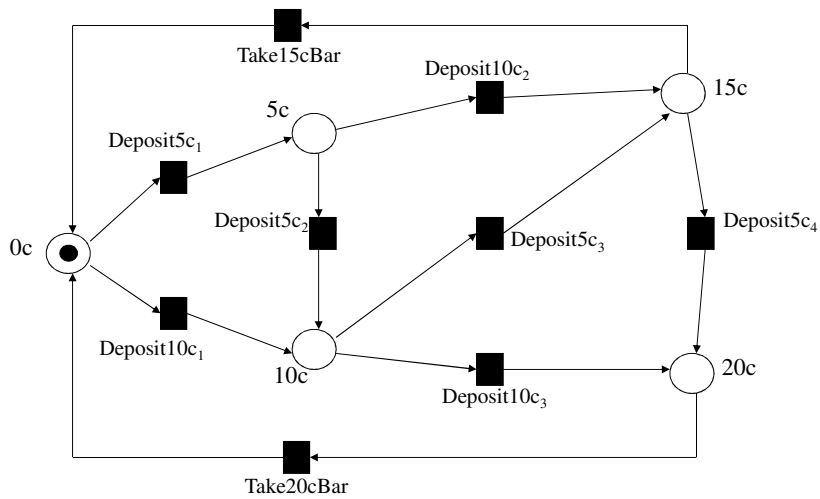 Take15cBar
Deposit10c₂
15c
5c
Deposit5c₁
Deposit5c₂
Deposit5c₄
0c
Deposit5c₃
Deposit10c₁
10c
20c
Deposit10c₃
Take20cBar